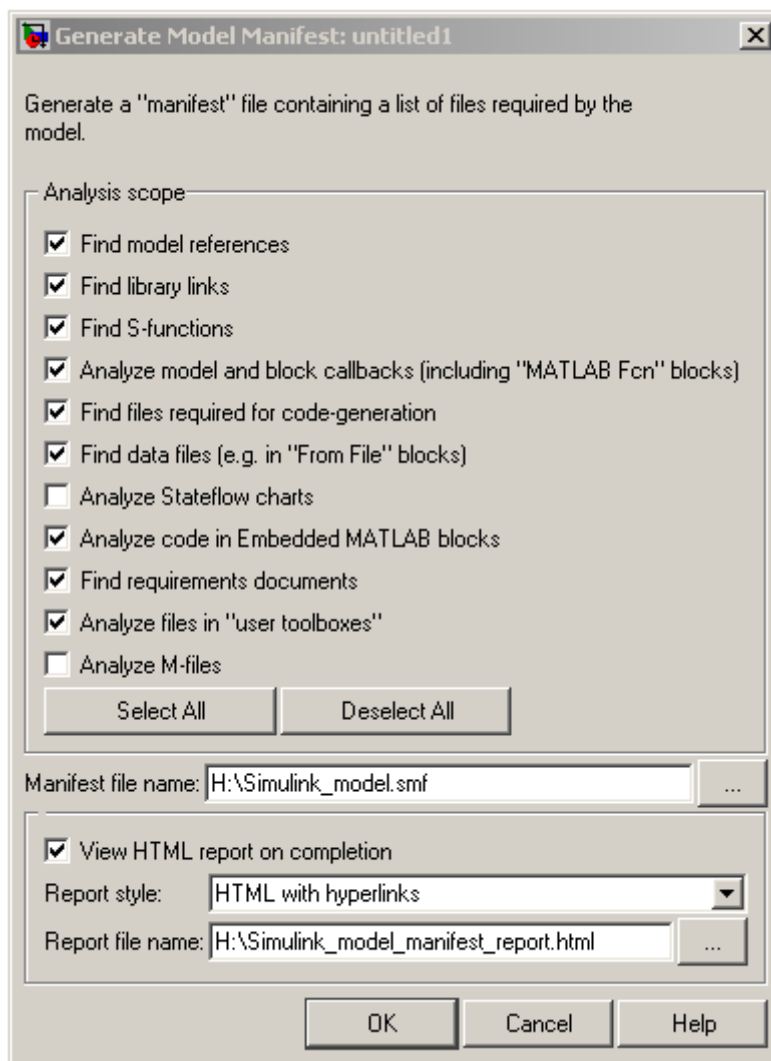 Generate Model Manifest: untitled1
Generate a "manifest" file containing a list of files required by the
model.
Analysis scope
Find model references
Find library links
Find S-functions
Analyze model and block callbacks (including "MATLAB Fcn" blocks)
Find files required for code-generation
Find data files (e.g. in "From File" blocks)
Analyze Stateflow charts
Analyze code in Embedded MATLAB blocks
Find requirements documents
Analyze files in "user toolboxes"
Analyze M-files
Select All Deselect All
Manifest file name: H:\Simulink_model.smf ...
View HTML report on completion
Report style: HTML with hyperlinks
Report file name: H:\Simulink_model_manifest_report.html ...
OK Cancel Help